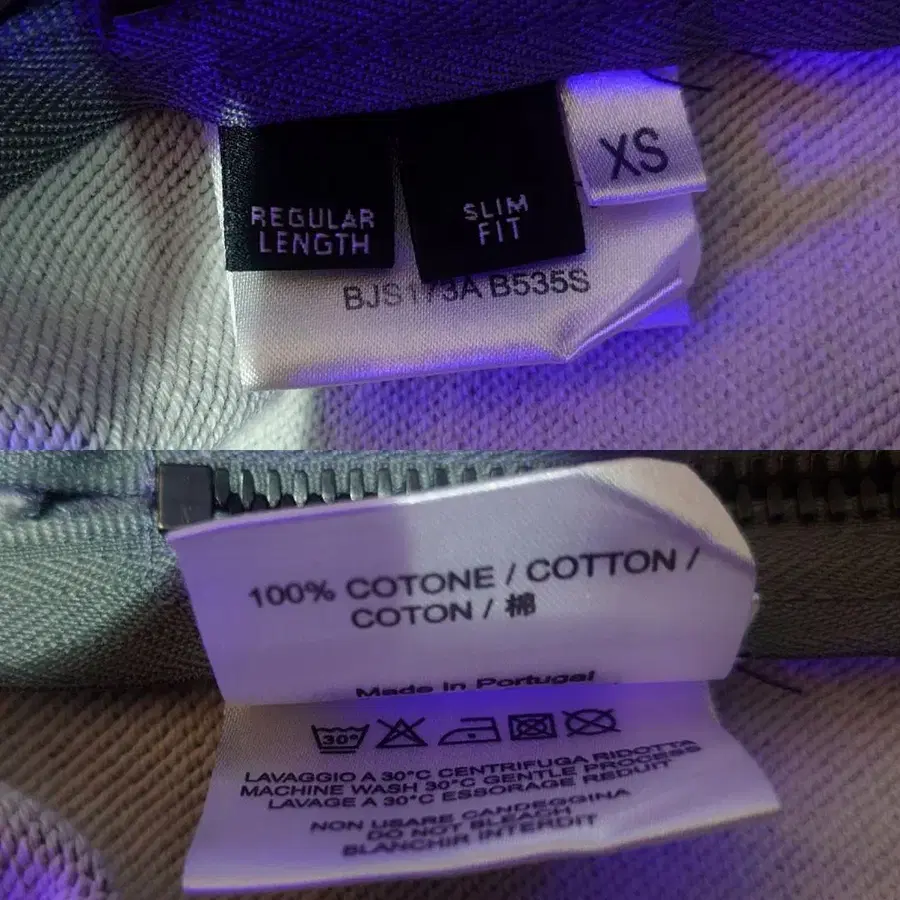 REGULAR
LENGTH
SLIM
FIT
XS
BJS173A B535S
100% COTONE / COTTON /
COTON / 棉
Made in Portugal
30°
LAVAGGIO A 30°C CENTRIFUGA RIDOTTA
MACHINE WASH 30°C GENTLE PROCESS
LAVAGE A 30°C ESSORAGE REDUIT
NON USARE CANDEGGINA
DO NOT BLEACH
BLANCHIR INTERDIT